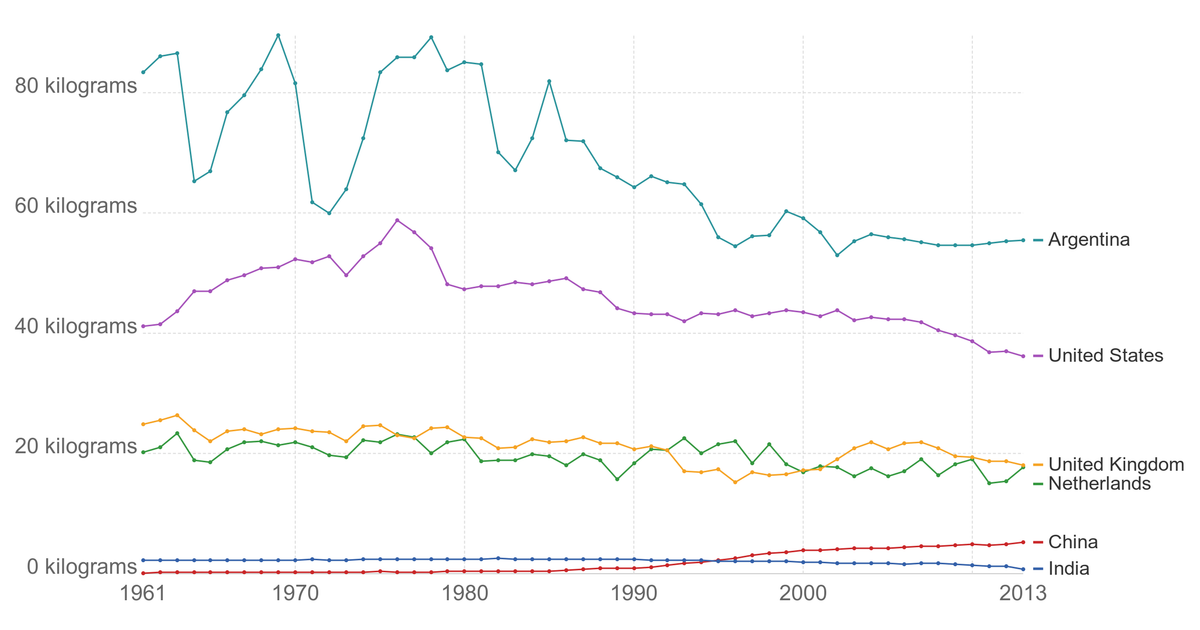 80 kilograms
60 kilograms
40 kilograms
20 kilograms
0 kilograms
1961 1970 1980 1990 2000 2013
Argentina
United States
United Kingdom
Netherlands
China
India